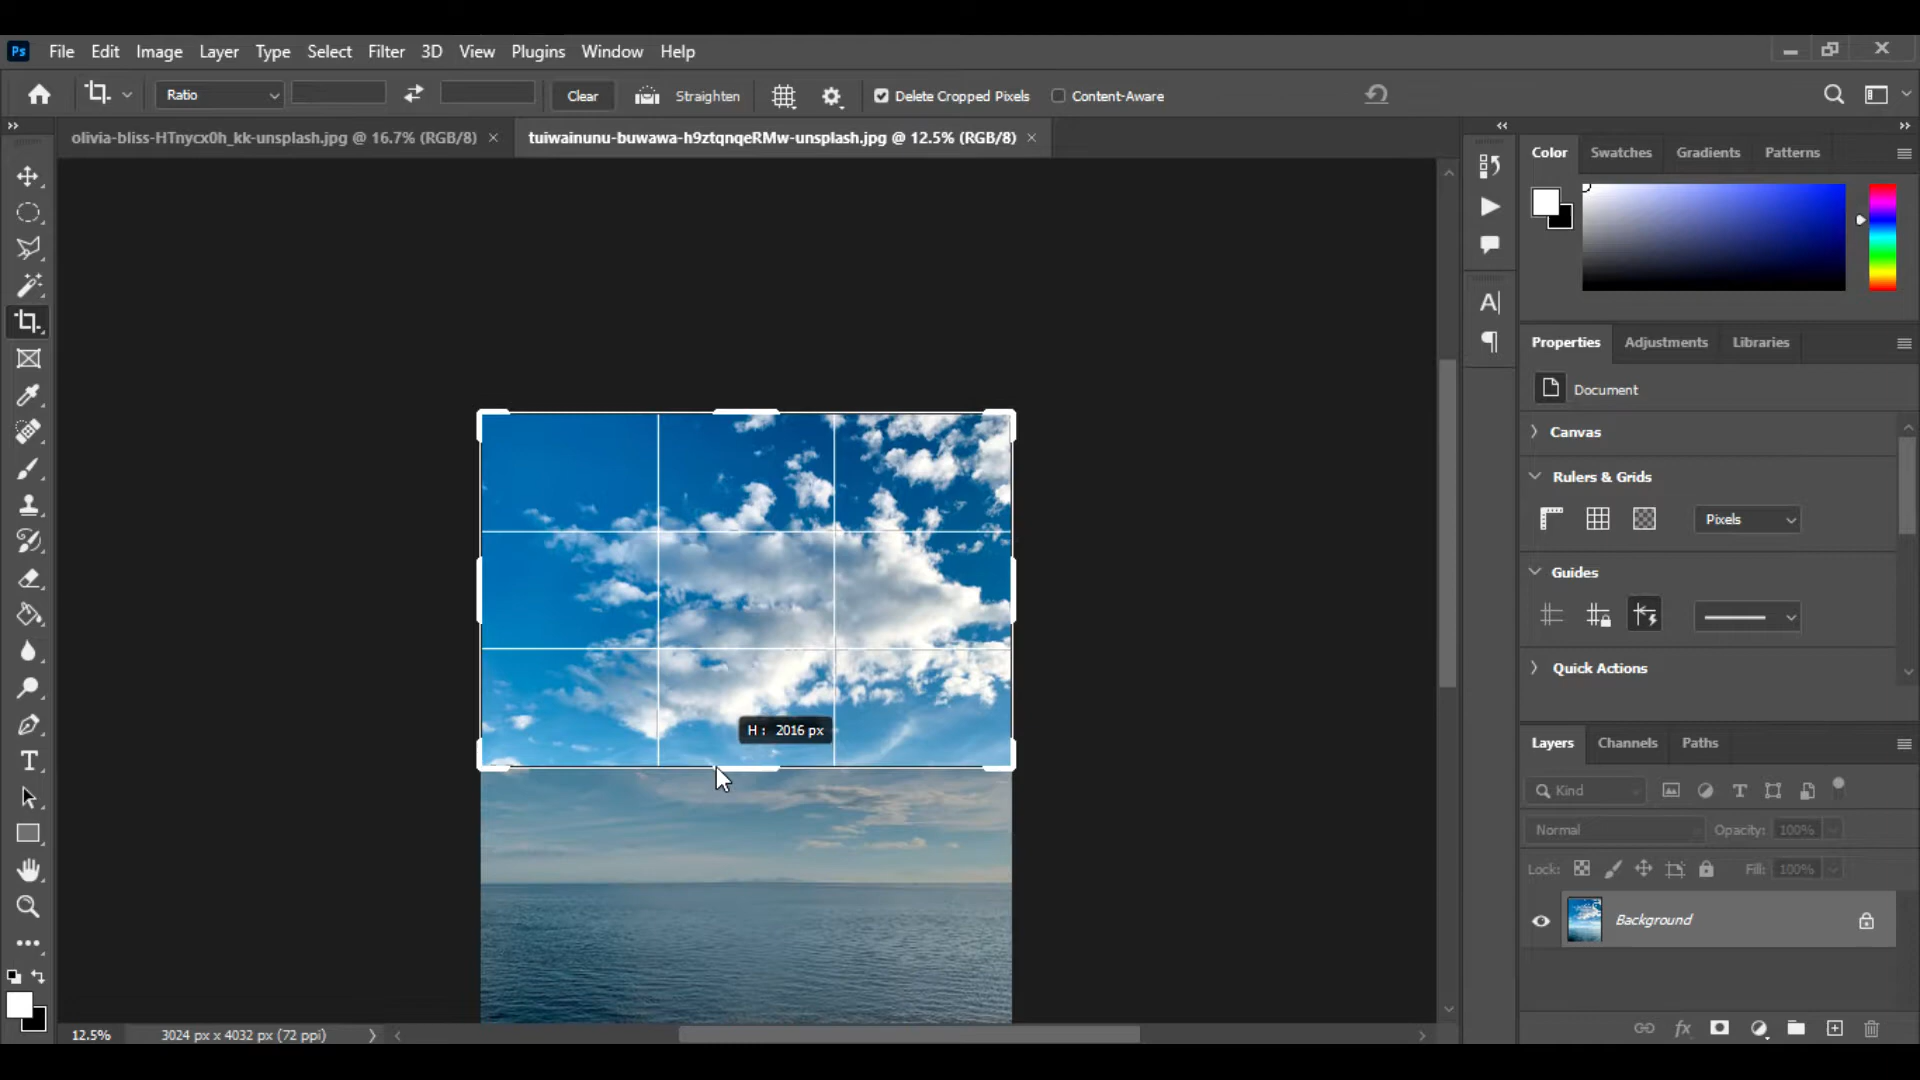 Ps File Edit Image Layer Type Select Filter 3D View Plugins Window Help
Ratio Clear Straighten Delete Cropped Pixels Content-Aware
olivia-bliss-HTnycx0h_kk-unsplash.jpg @ 16.7% (RGB/8) × tuiwainunu-buwawa-h9ztqnqeRMw-unsplash.jpg @ 12.5% (RGB/8) ×
Color Swatches Gradients Patterns
Properties Adjustments Libraries
Document
Canvas
Rulers & Grids
Pixels
Guides
Quick Actions
H : 2016 px
Layers Channels Paths
Kind
Normal Opacity: 100%
Lock: Fill: 100%
Background
12.5% 3024 px x 4032 px (72 ppi)